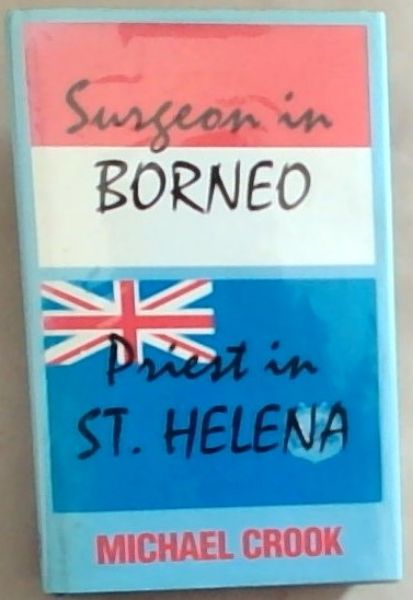 Surgeon in
BORNEO
Priest in
ST. HELENA
MICHAEL CROOK